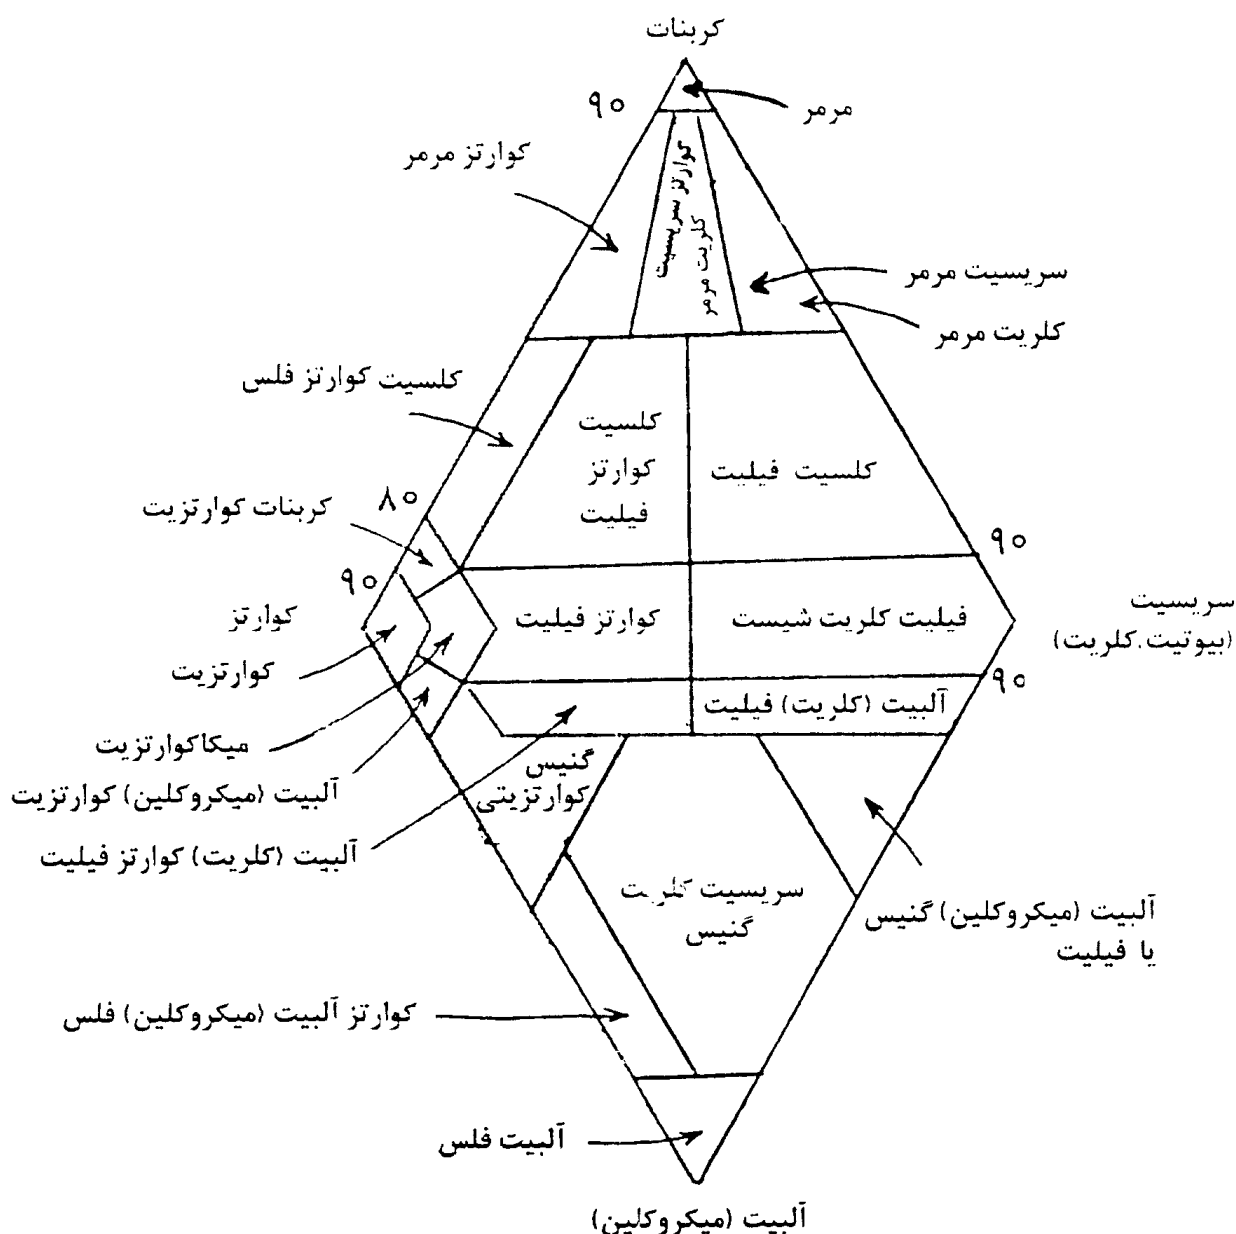 کربنات
مرمر
۹۰
کوارتز مرمر
کوارتز سریسیت
کلریت مرمر
سریسیت مرمر
کلریت مرمر
کلسیت کوارتز فلس
کلسیت
کوارتز
فیلیت
کلسیت فیلیت
۸۰
کربنات کوارتزیت
۹۰
۹۰
کوارتز
کوارتزیت
کوارتز فیلیت
فیلیت کلریت شیست
سریسیت
(بیوتیت.کلریت)
۹۰
آلبیت (کلریت) فیلیت
میکاکوارتزیت
گنیس
کوارتزیتی
آلبیت (میکروکلین) کوارتزیت
آلبیت (کلریت) کوارتز فیلیت
سریسیت کلریت
گنیس
آلبیت (میکروکلین) گنیس
یا فیلیت
کوارتز آلبیت (میکروکلین) فلس
آلبیت فلس
آلبیت (میکروکلین)